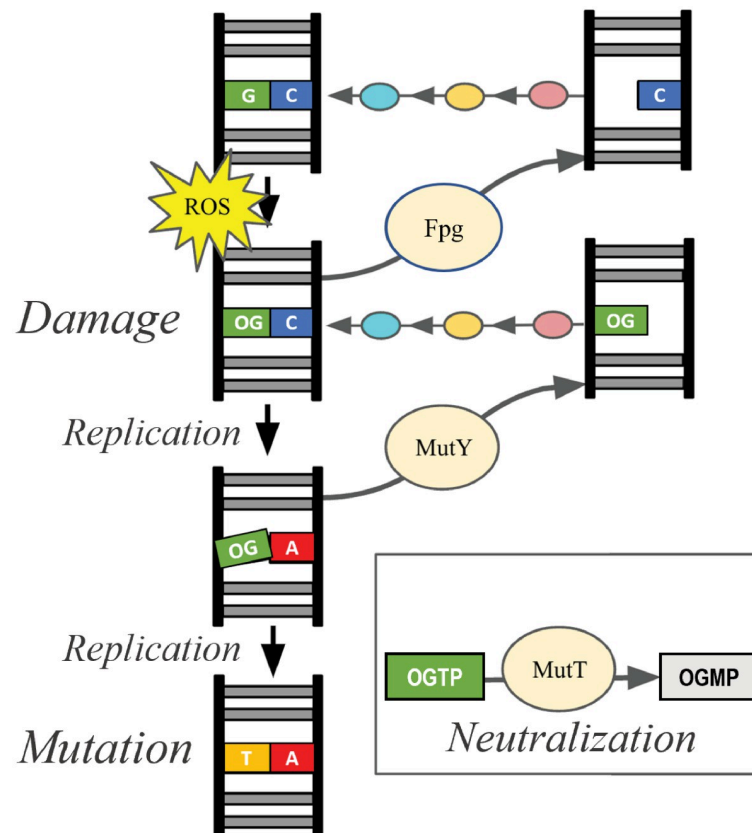 G C
C
ROS
Fpg
Damage
OG C
OG
Replication
MutY
OG A
Replication
OGTP
MutT
OGMP
Neutralization
Mutation
T A